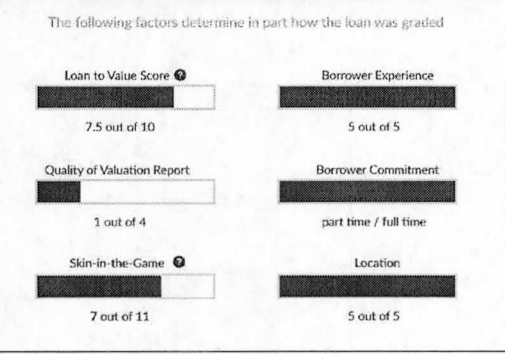 The following factors determine in part how the loan was graded
Loan to Value Score ?
Borrower Experience
7.5 out of 10
5 out of 5
Quality of Valuation Report
Borrower Commitment
1 out of 4
part time / full time
Skin-in-the-Game ?
Location
7 out of 11
5 out of 5